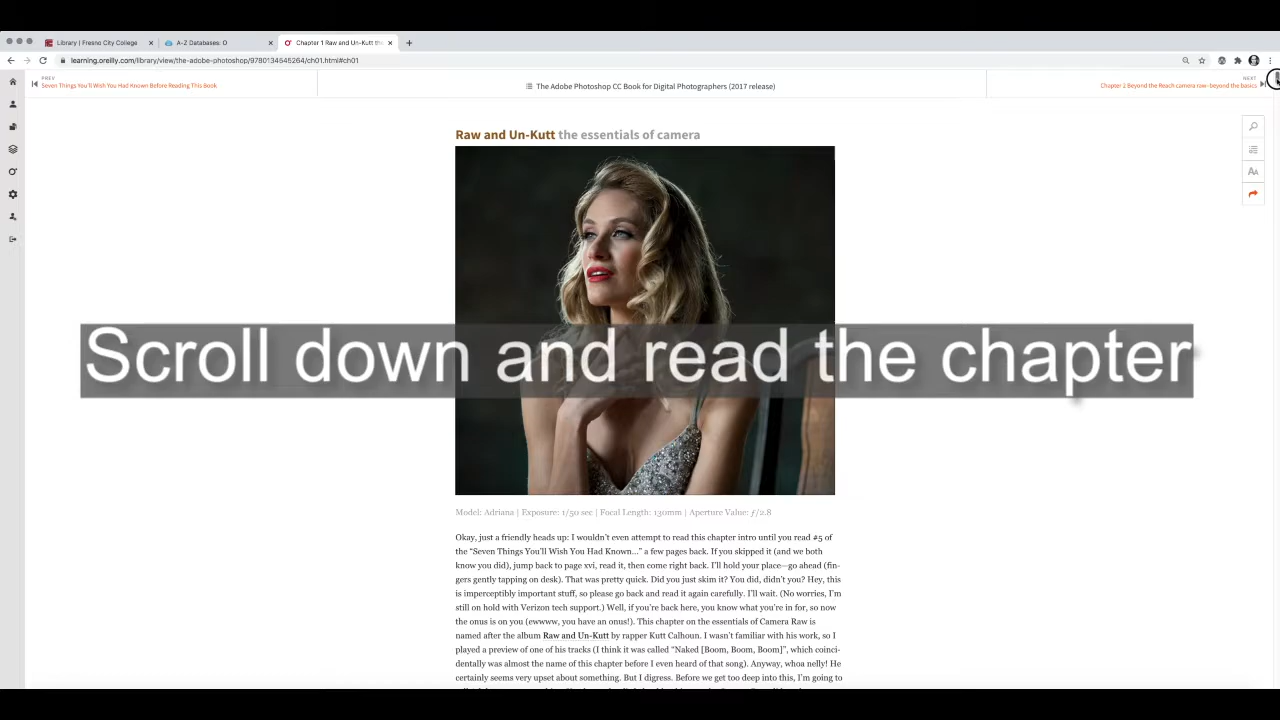 Library | Fresno City College
A-Z Databases: O
Chapter 1 Raw and Un-Kutt the
learning.oreilly.com/library/view/the-adobe-photoshop/9780134545264/ch01.html#ch01
PREV
Seven Things You'll Wish You Had Known Before Reading This Book
The Adobe Photoshop CC Book for Digital Photographers (2017 release)
NEXT
Chapter 2 Beyond the Reach camera raw–beyond the basics
Raw and Un-Kutt the essentials of camera
Scroll down and read the chapter
Model: Adriana | Exposure: 1/50 sec | Focal Length: 130mm | Aperture Value: ƒ/2.8
Okay, just a friendly heads up: I wouldn't even attempt to read this chapter intro until you read #5 of
the “Seven Things You'll Wish You Had Known…” a few pages back. If you skipped it (and we both
know you did), jump back to page xvi, read it, then come right back. I'll hold your place—go ahead (fin-
gers gently tapping on desk). That was pretty quick. Did you just skim it? You did, didn't you? Hey, this
is imperceptibly important stuff, so please go back and read it again carefully. I'll wait. (No worries, I'm
still on hold with Verizon tech support.) Well, if you're back here, you know what you're in for, so now
the onus is on you (ewwww, you have an onus!). This chapter on the essentials of Camera Raw is
named after the album Raw and Un-Kutt by rapper Kutt Calhoun. I wasn't familiar with his work, so I
played a preview of one of his tracks (I think it was called “Naked [Boom, Boom, Boom]”, which coinci-
dentally was almost the name of this chapter before I even heard of that song). Anyway, whoa nelly! He
certainly seems very upset about something. But I digress. Before we get too deep into this, I'm going to